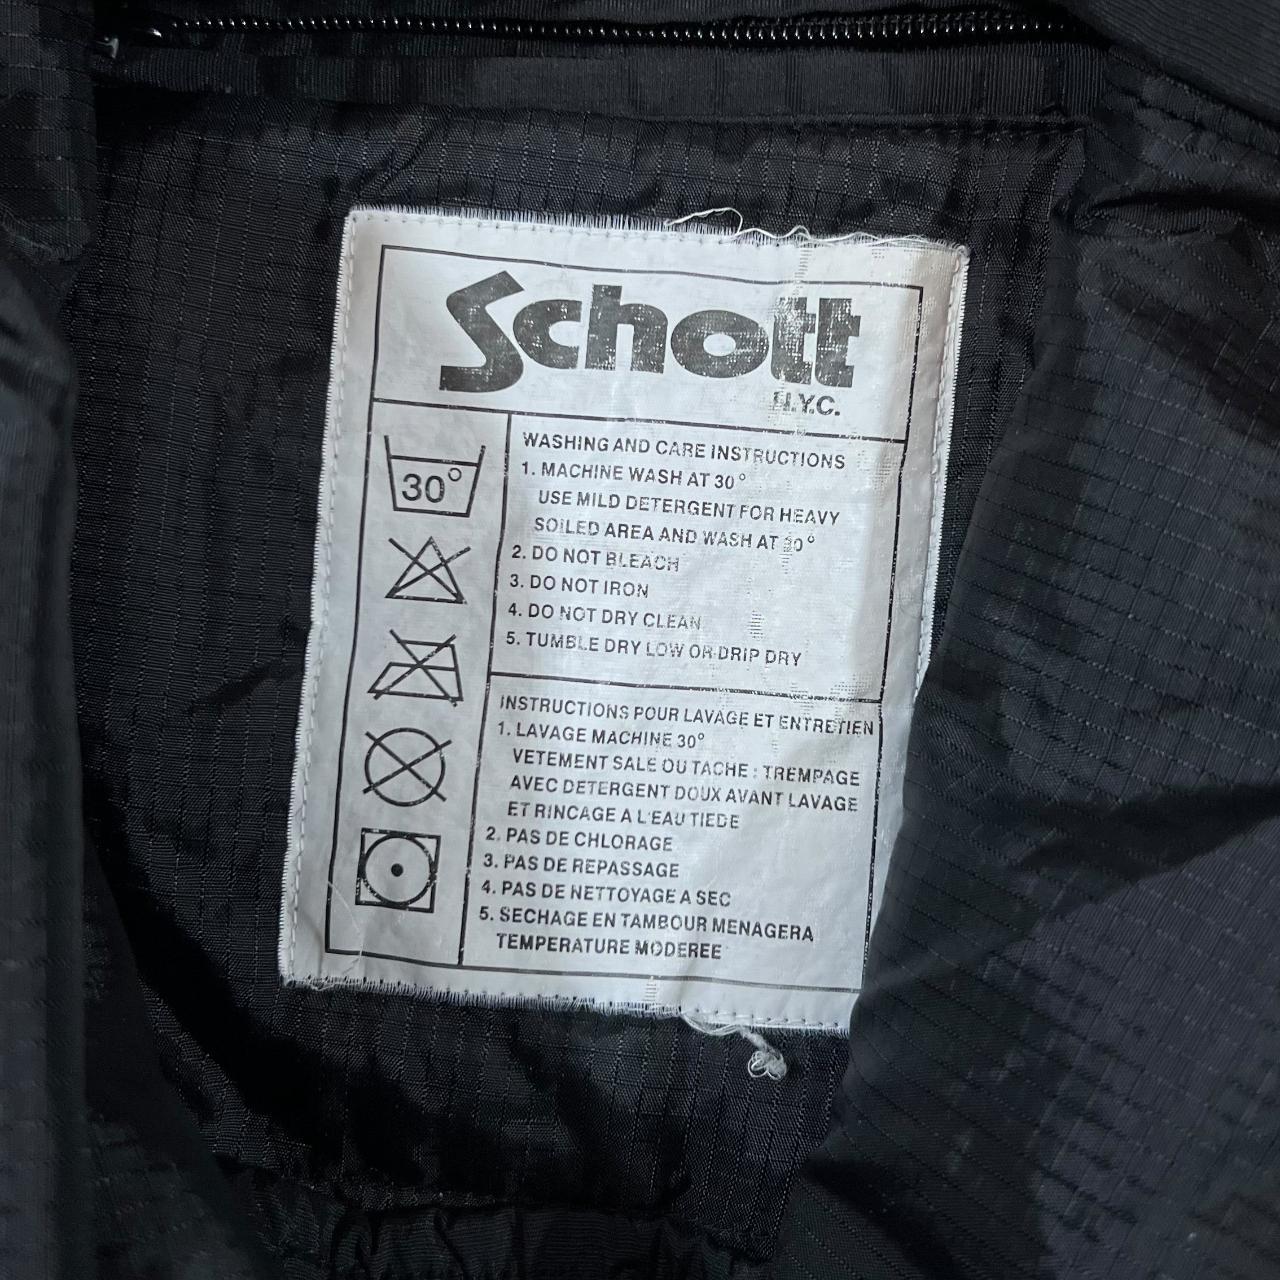 Schott
N.Y.C.
30°
WASHING AND CARE INSTRUCTIONS
1. MACHINE WASH AT 30°
USE MILD DETERGENT FOR HEAVY
SOILED AREA AND WASH AT 30°
2. DO NOT BLEACH
3. DO NOT IRON
4. DO NOT DRY CLEAN
5. TUMBLE DRY LOW OR DRIP DRY
INSTRUCTIONS POUR LAVAGE ET ENTRETIEN
1. LAVAGE MACHINE 30°
VETEMENT SALE OU TACHE : TREMPAGE
AVEC DETERGENT DOUX AVANT LAVAGE
ET RINCAGE A L'EAU TIEDE
2. PAS DE CHLORAGE
3. PAS DE REPASSAGE
4. PAS DE NETTOYAGE A SEC
5. SECHAGE EN TAMBOUR MENAGERA
TEMPERATURE MODEREE